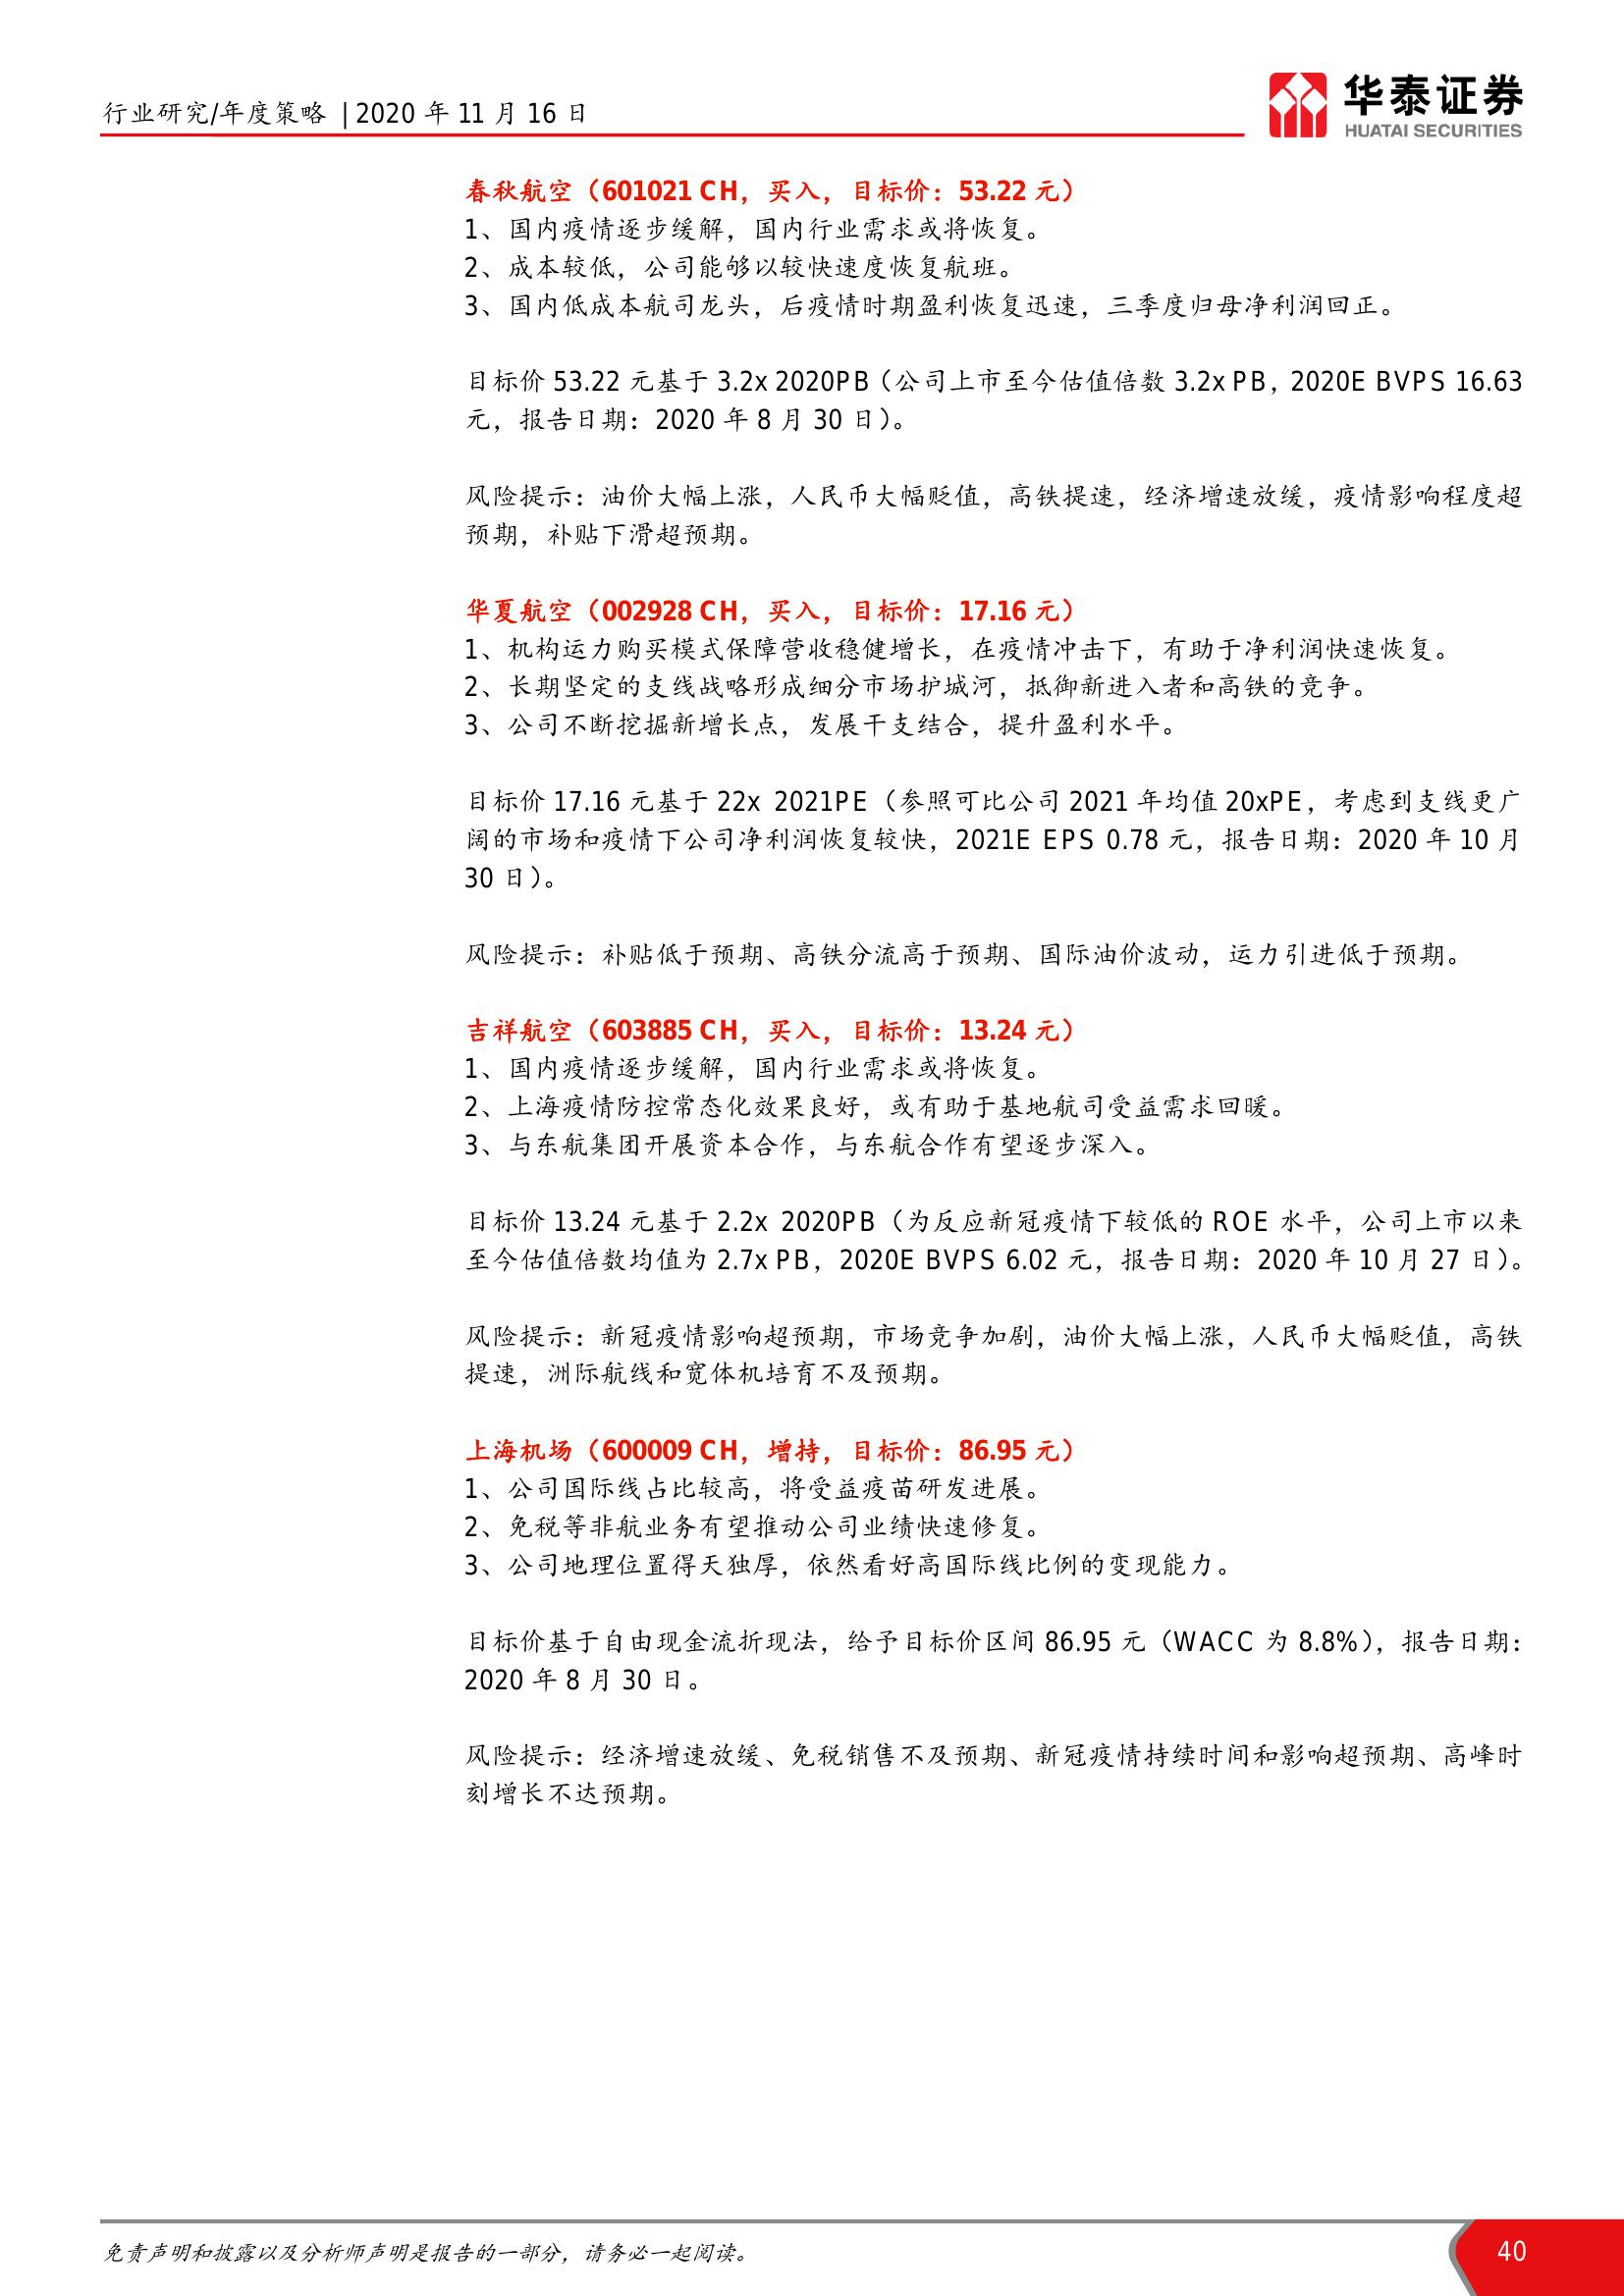 行业研究/年度策略 | 2020 年 11 月 16 日
华泰证券
HUATAI SECURITIES
春秋航空（601021 CH，买入，目标价：53.22 元）
1、国内疫情逐步缓解，国内行业需求或将恢复。
2、成本较低，公司能够以较快速度恢复航班。
3、国内低成本航司龙头，后疫情时期盈利恢复迅速，三季度归母净利润回正。
目标价 53.22 元基于 3.2x 2020PB（公司上市至今估值倍数 3.2x PB，2020E BVPS 16.63
元，报告日期：2020 年 8 月 30 日）。
风险提示：油价大幅上涨，人民币大幅贬值，高铁提速，经济增速放缓，疫情影响程度超
预期，补贴下滑超预期。
华夏航空（002928 CH，买入，目标价：17.16 元）
1、机构运力购买模式保障营收稳健增长，在疫情冲击下，有助于净利润快速恢复。
2、长期坚定的支线战略形成细分市场护城河，抵御新进入者和高铁的竞争。
3、公司不断挖掘新增长点，发展干支结合，提升盈利水平。
目标价 17.16 元基于 22x 2021PE（参照可比公司 2021 年均值 20xPE，考虑到支线更广
阔的市场和疫情下公司净利润恢复较快，2021E EPS 0.78 元，报告日期：2020 年 10 月
30 日）。
风险提示：补贴低于预期、高铁分流高于预期、国际油价波动，运力引进低于预期。
吉祥航空（603885 CH，买入，目标价：13.24 元）
1、国内疫情逐步缓解，国内行业需求或将恢复。
2、上海疫情防控常态化效果良好，或有助于基地航司受益需求回暖。
3、与东航集团开展资本合作，与东航合作有望逐步深入。
目标价 13.24 元基于 2.2x 2020PB（为反应新冠疫情下较低的 ROE 水平，公司上市以来
至今估值倍数均值为 2.7x PB，2020E BVPS 6.02 元，报告日期：2020 年 10 月 27 日）。
风险提示：新冠疫情影响超预期，市场竞争加剧，油价大幅上涨，人民币大幅贬值，高铁
提速，洲际航线和宽体机培育不及预期。
上海机场（600009 CH，增持，目标价：86.95 元）
1、公司国际线占比较高，将受益疫苗研发进展。
2、免税等非航业务有望推动公司业绩快速修复。
3、公司地理位置得天独厚，依然看好高国际线比例的变现能力。
目标价基于自由现金流折现法，给予目标价区间 86.95 元（WACC 为 8.8%），报告日期：
2020 年 8 月 30 日。
风险提示：经济增速放缓、免税销售不及预期、新冠疫情持续时间和影响超预期、高峰时
刻增长不达预期。
免责声明和披露以及分析师声明是报告的一部分，请务必一起阅读。
40